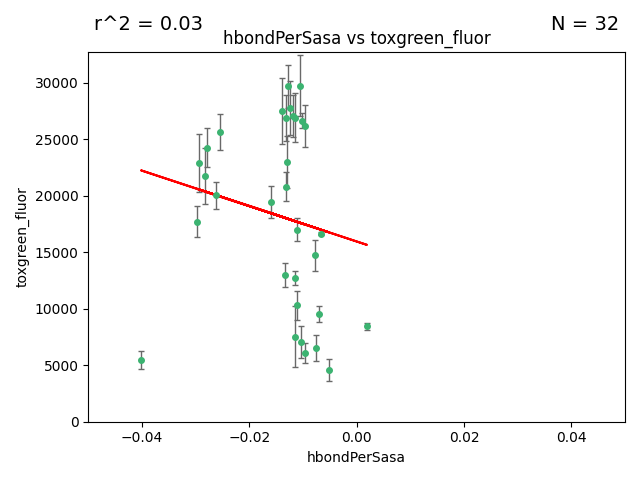 r^2 = 0.03
N = 32
hbondPerSasa vs toxgreen_fluor
30000
25000
20000
15000
10000
5000
0
toxgreen_fluor
−0.04
−0.02
0.00
0.02
0.04
hbondPerSasa